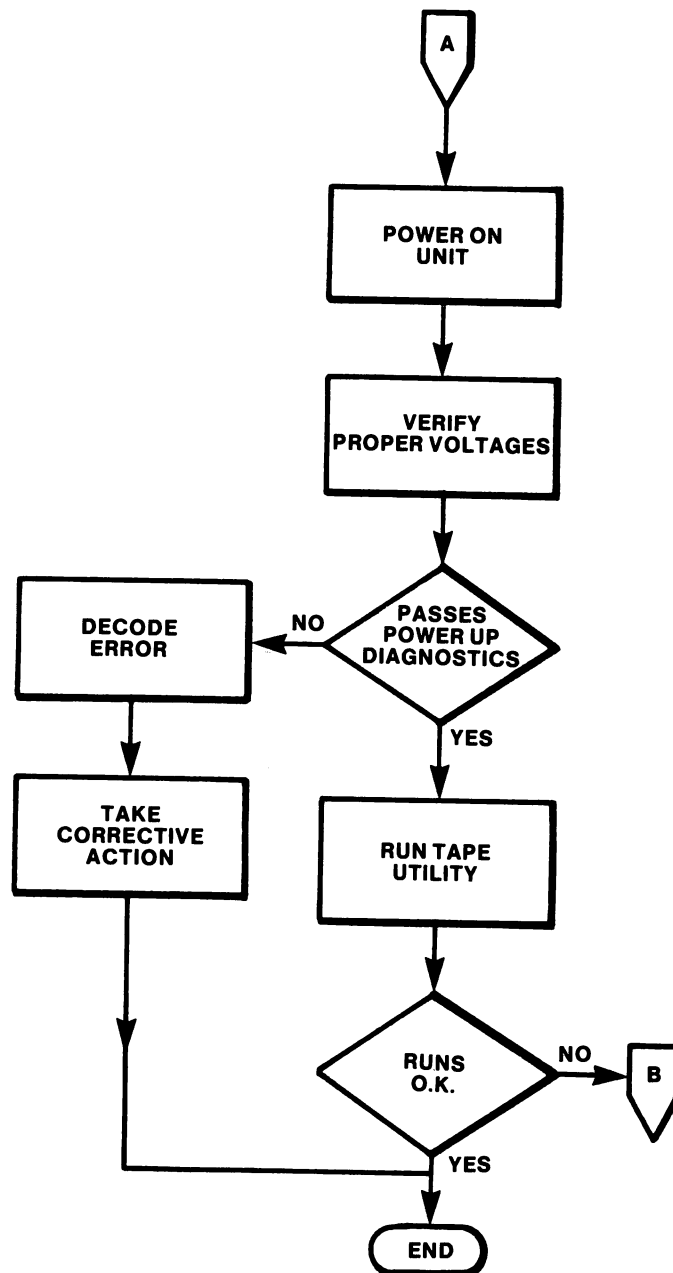 A
POWER ON
UNIT
VERIFY
PROPER VOLTAGES
PASSES
POWER UP
DIAGNOSTICS
NO
DECODE
ERROR
YES
TAKE
CORRECTIVE
ACTION
RUN TAPE
UTILITY
RUNS
O.K.
NO
B
YES
END